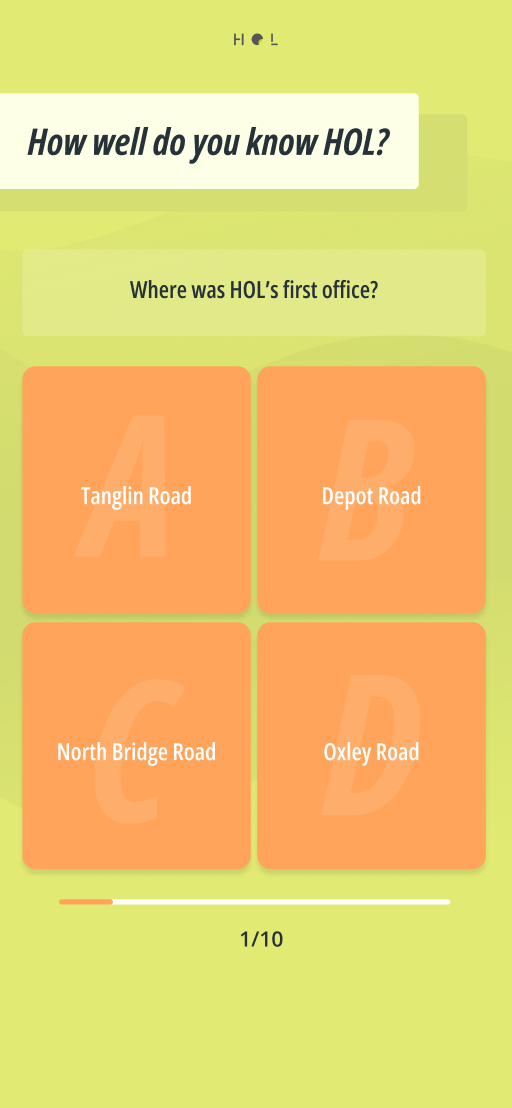 HOL
How well do you know HOL?
Where was HOL’s first office?
A
Tanglin Road
B
Depot Road
C
North Bridge Road
D
Oxley Road
1/10